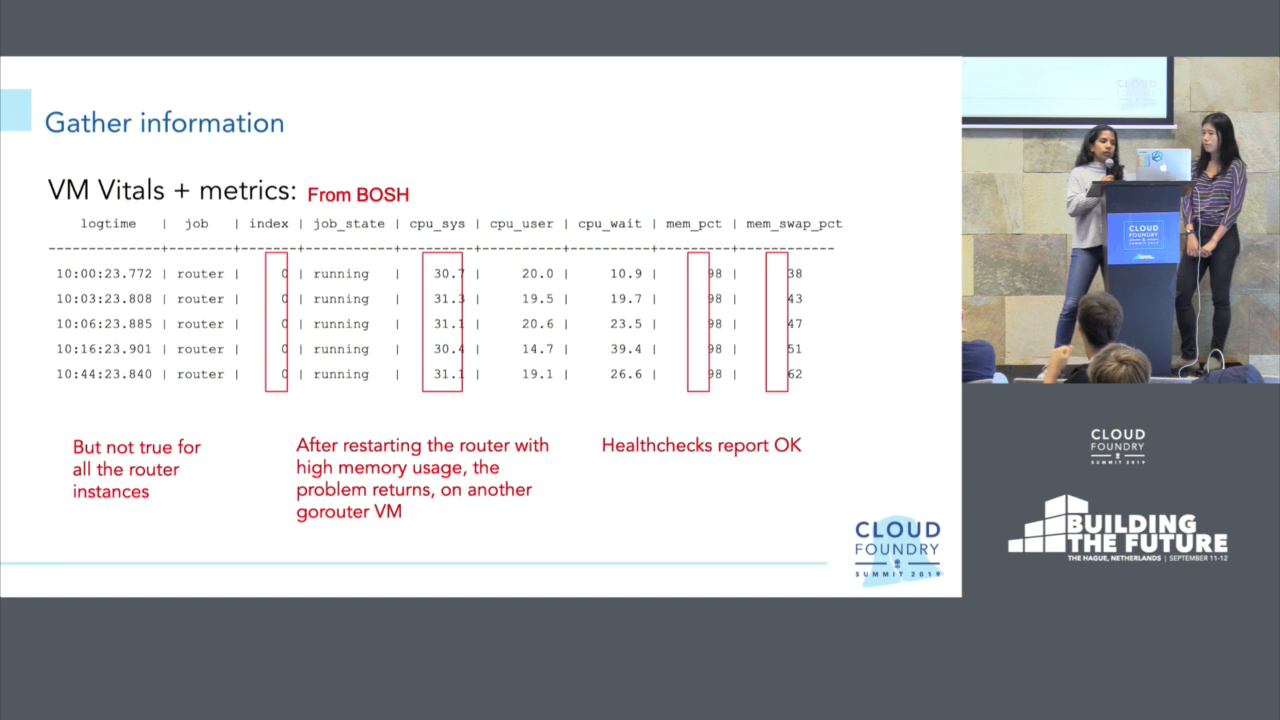 Gather information
VM Vitals + metrics: From BOSH
logtime | job | index | job_state | cpu_sys | cpu_user | cpu_wait | mem_pct | mem_swap_pct
10:00:23.772 | router | 0 | running | 30.7 | 20.0 | 10.9 | 98 | 38
10:03:23.808 | router | 0 | running | 31.3 | 19.5 | 19.7 | 98 | 43
10:06:23.885 | router | 0 | running | 31.1 | 20.6 | 23.5 | 98 | 47
10:16:23.901 | router | 0 | running | 30.4 | 14.7 | 39.4 | 98 | 51
10:44:23.840 | router | 0 | running | 31.1 | 19.1 | 26.6 | 98 | 62
But not true for
all the router
instances
After restarting the router with
high memory usage, the
problem returns, on another
gorouter VM
Healthchecks report OK
CLOUD
FOUNDRY
SUMMIT 2019
CLOUD
FOUNDRY
CLOUD
FOUNDRY
SUMMIT 2019
BUILDING
THE FUTURE
THE HAGUE, NETHERLANDS | SEPTEMBER 11-12